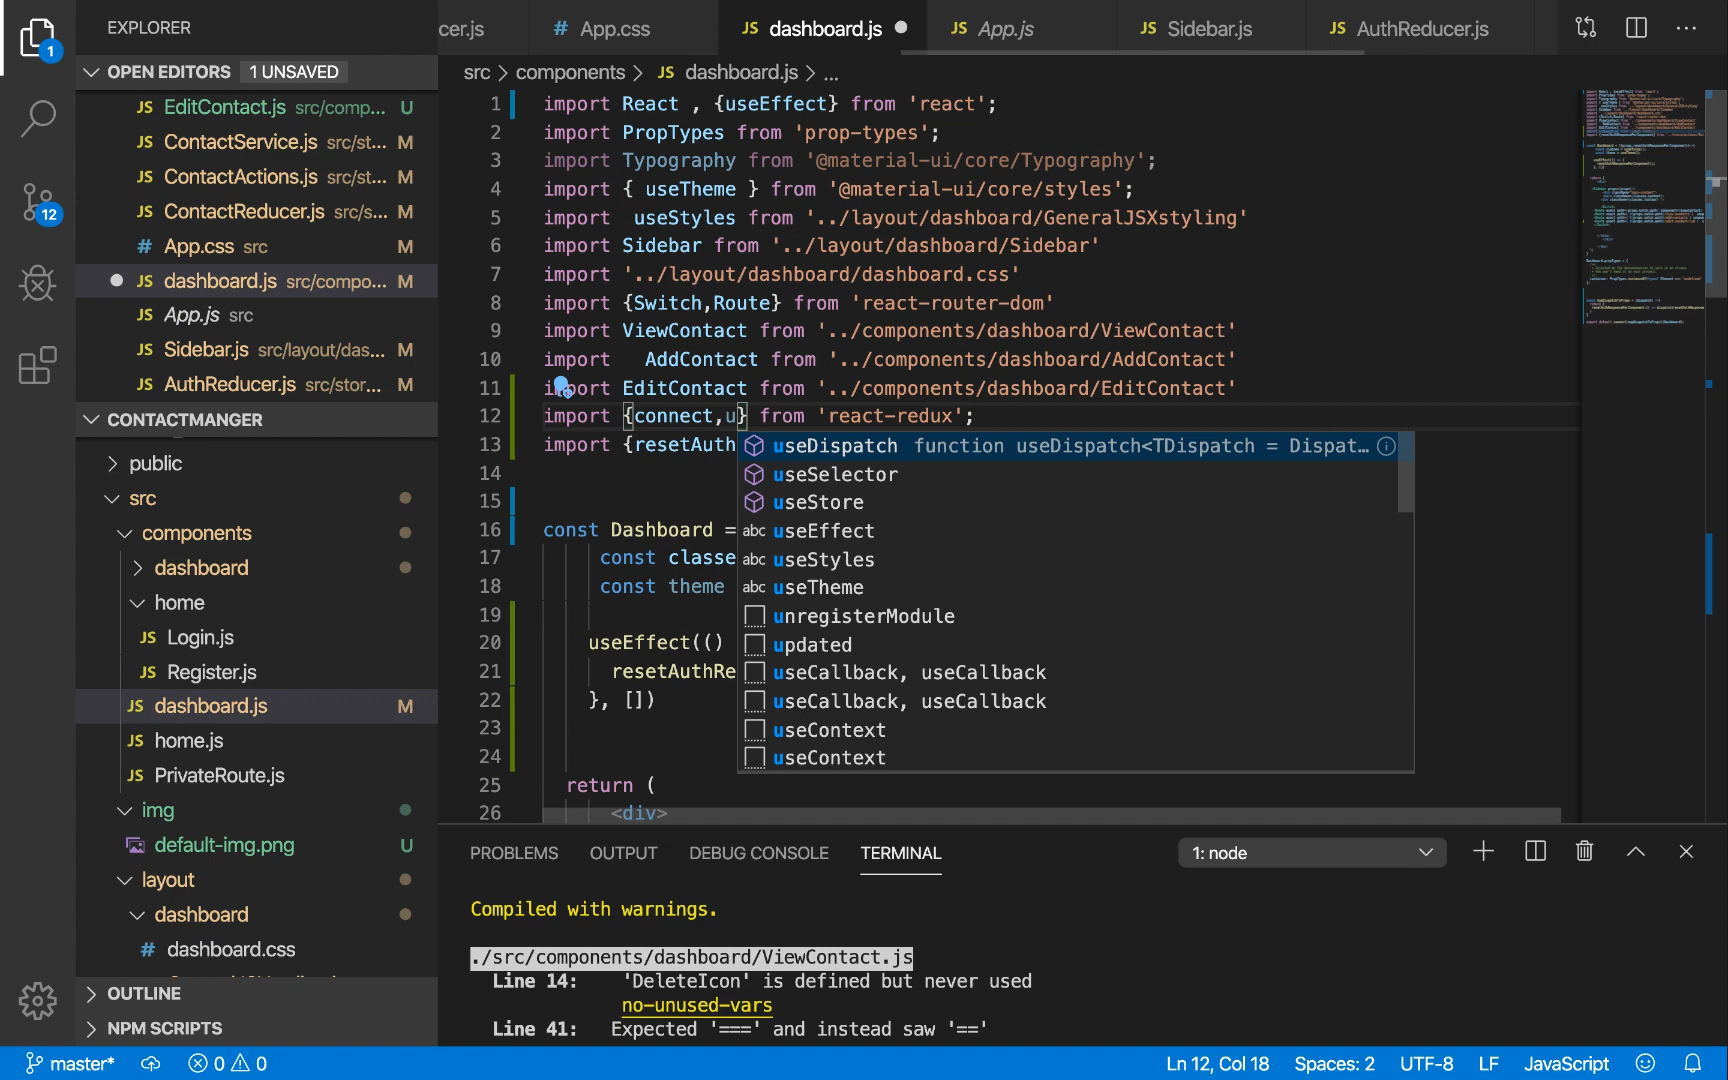 EXPLORER
OPEN EDITORS 1 UNSAVED
JS EditContact.js src/comp... U
JS ContactService.js src/st... M
JS ContactActions.js src/st... M
JS ContactReducer.js src/s... M
# App.css src M
JS dashboard.js src/compo... M
JS App.js src
JS Sidebar.js src/layout/das... M
JS AuthReducer.js src/stor... M
CONTACTMANGER
public
src
components
dashboard
home
JS Login.js
JS Register.js
JS dashboard.js M
JS home.js
JS PrivateRoute.js
img
default-img.png U
layout
dashboard
# dashboard.css
OUTLINE
NPM SCRIPTS
1
12
cer.js # App.css JS dashboard.js JS App.js JS Sidebar.js JS AuthReducer.js
src > components > JS dashboard.js > ...
1 import React , {useEffect} from 'react';
2 import PropTypes from 'prop-types';
3 import Typography from '@material-ui/core/Typography';
4 import { useTheme } from '@material-ui/core/styles';
5 import useStyles from '../layout/dashboard/GeneralJSXstyling'
6 import Sidebar from '../layout/dashboard/Sidebar'
7 import '../layout/dashboard/dashboard.css'
8 import {Switch,Route} from 'react-router-dom'
9 import ViewContact from '../components/dashboard/ViewContact'
10 import AddContact from '../components/dashboard/AddContact'
11 import EditContact from '../components/dashboard/EditContact'
12 import {connect,u} from 'react-redux';
13 import {resetAuth
14
15
16 const Dashboard =
17 const classe
18 const theme
19
20 useEffect(()
21 resetAuthRe
22 }, [])
23
24
25 return (
26 <div>
useDispatch function useDispatch<TDispatch = Dispat...
useSelector
useStore
abc useEffect
abc useStyles
abc useTheme
unregisterModule
updated
useCallback, useCallback
useCallback, useCallback
useContext
useContext
PROBLEMS OUTPUT DEBUG CONSOLE TERMINAL 1: node
Compiled with warnings.
./src/components/dashboard/ViewContact.js
Line 14: 'DeleteIcon' is defined but never used
no-unused-vars
Line 41: Expected '===' and instead saw '=='
master* 0 0 Ln 12, Col 18 Spaces: 2 UTF-8 LF JavaScript